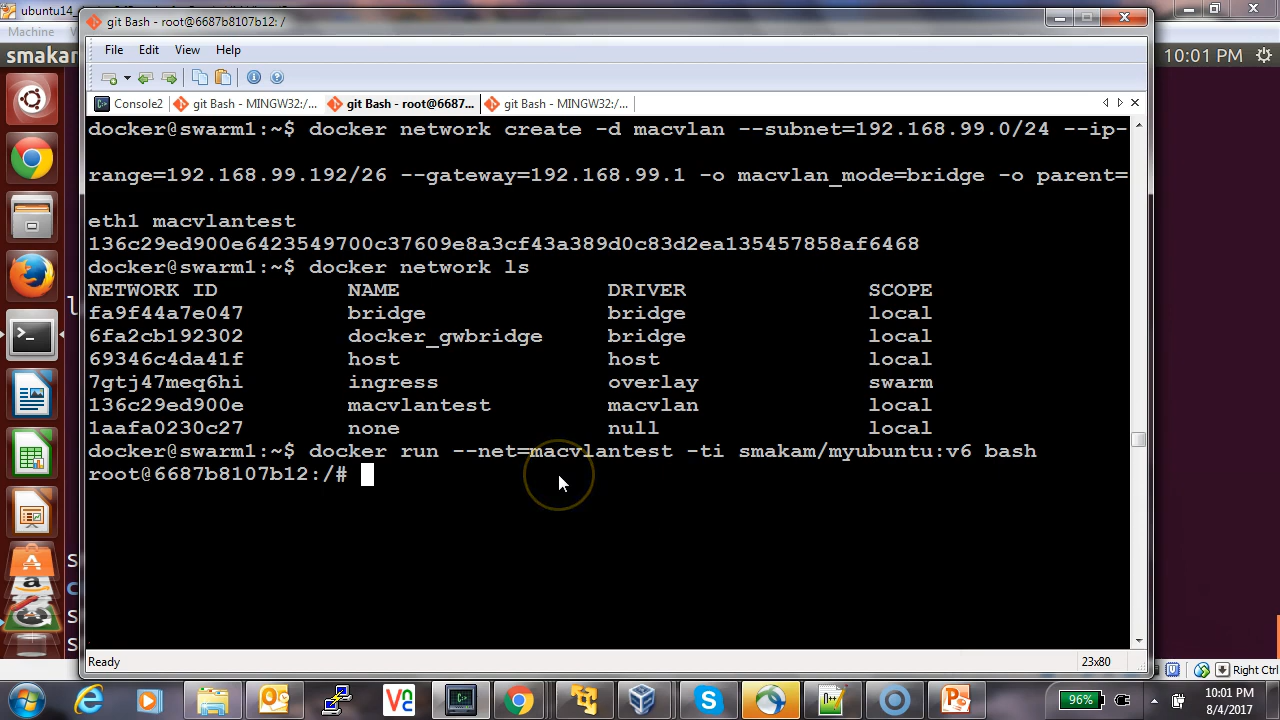 ubuntu14_
git Bash - root@6687b8107b12: /
Machine
smakar
10:01 PM
File Edit View Help
Console2
git Bash - MINGW32:/...
git Bash - root@6687...
git Bash - MINGW32:/...
docker@swarm1:~$ docker network create -d macvlan --subnet=192.168.99.0/24 --ip-
range=192.168.99.192/26 --gateway=192.168.99.1 -o macvlan_mode=bridge -o parent=
eth1 macvlantest
136c29ed900e6423549700c37609e8a3cf43a389d0c83d2ea135457858af6468
docker@swarm1:~$ docker network ls
NETWORK ID NAME DRIVER SCOPE
fa9f44a7e047 bridge bridge local
6fa2cb192302 docker_gwbridge bridge local
69346c4da41f host host local
7gtj47meq6hi ingress overlay swarm
136c29ed900e macvlantest macvlan local
1aafa0230c27 none null local
docker@swarm1:~$ docker run --net=macvlantest -ti smakam/myubuntu:v6 bash
root@6687b8107b12:/#
Ready
23x80
Right Ctrl
96%
10:01 PM
8/4/2017